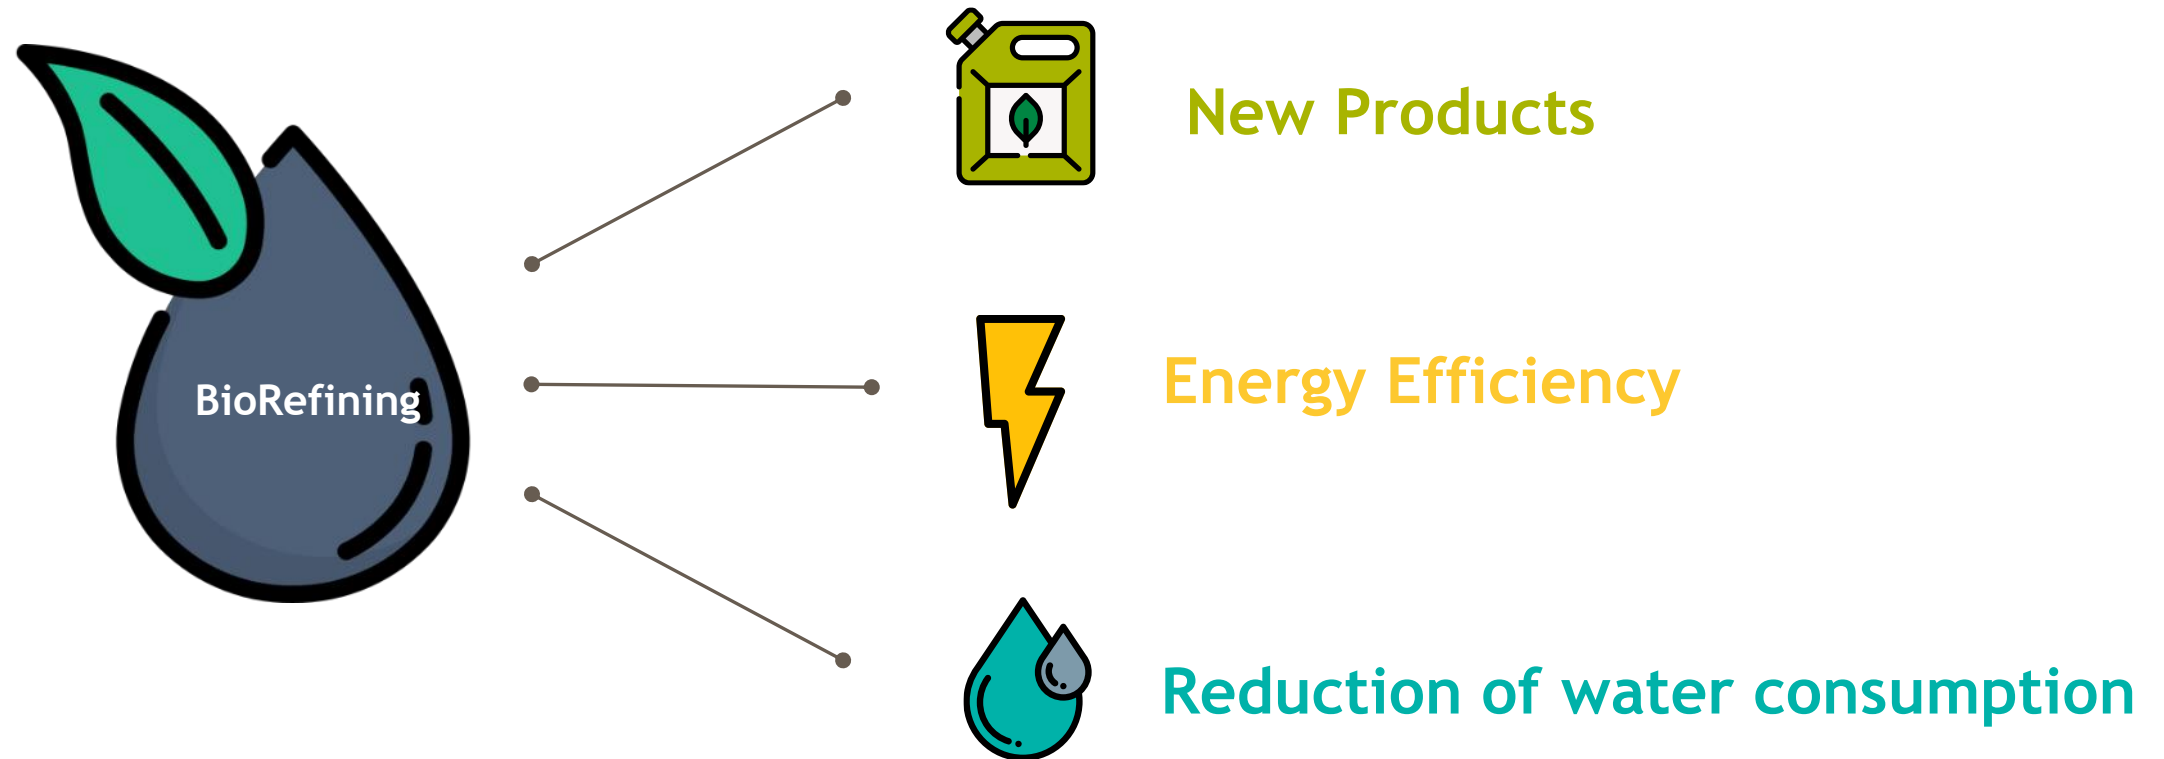 New Products
BioRefining
Energy Efficiency
Reduction of water consumption